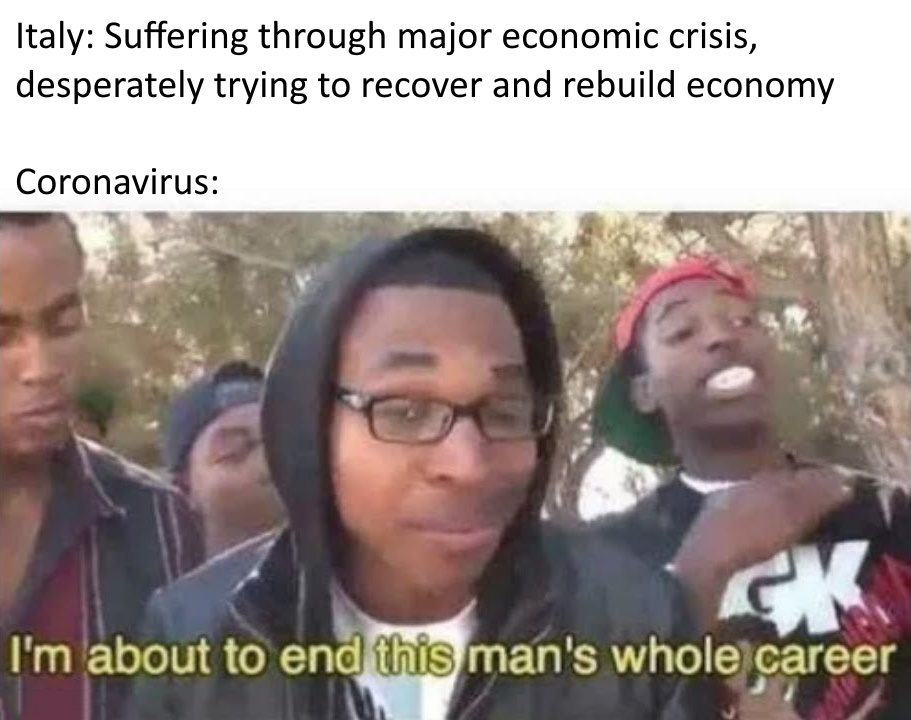 Italy: Suffering through major economic crisis,
desperately trying to recover and rebuild economy
Coronavirus:
GK
I'm about to end this man's whole career